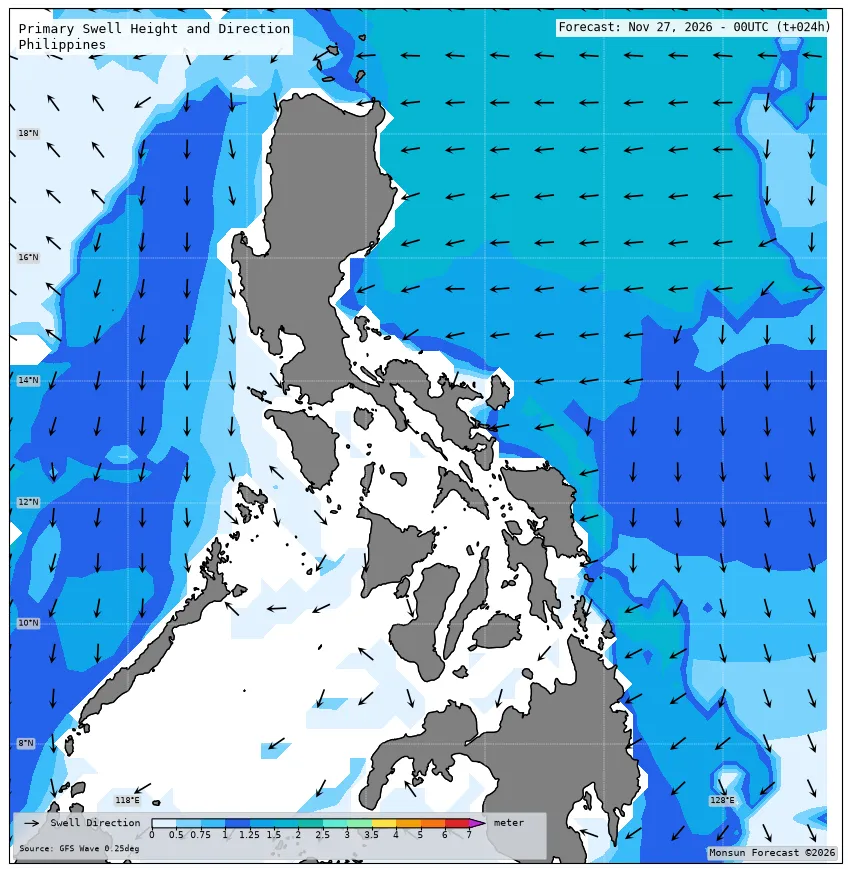 Primary Swell Height and Direction
Philippines
Forecast: Nov 27, 2026 - 00UTC (t+024h)
18°N
16°N
14°N
12°N
10°N
8°N
118°E
128°E
Swell Direction
0 0.5 0.75 1 1.25 1.5 2 2.5 3 3.5 4 5 6 7
meter
Source: GFS Wave 0.25deg
Monsun Forecast ©2026